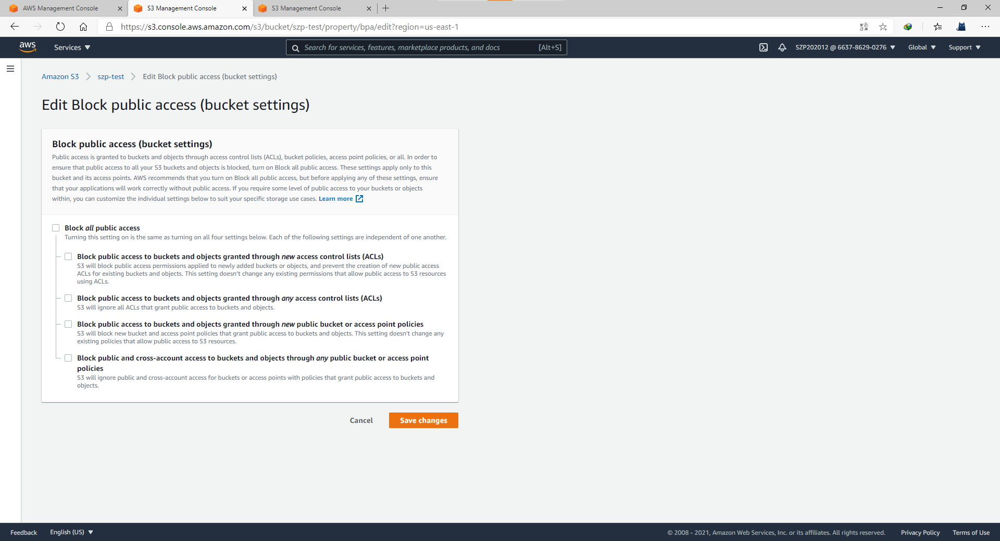 AWS Management Console
S3 Management Console
S3 Management Console
https://s3.console.aws.amazon.com/s3/bucket/szp-test/property/bpa/edit?region=us-east-1
aws
Services
Search for services, features, marketplace products, and docs
[Alt+S]
SZP202012 @ 6637-8629-0276
Global
Support
Amazon S3
szp-test
Edit Block public access (bucket settings)
Edit Block public access (bucket settings)
Block public access (bucket settings)
Public access is granted to buckets and objects through access control lists (ACLs), bucket policies, access point policies, or all. In order to
ensure that public access to all your S3 buckets and objects is blocked, turn on Block all public access. These settings apply only to this
bucket and its access points. AWS recommends that you turn on Block all public access, but before applying any of these settings, ensure
that your applications will work correctly without public access. If you require some level of public access to your buckets or objects
within, you can customize the individual settings below to suit your specific storage use cases. Learn more
Block all public access
Turning this setting on is the same as turning on all four settings below. Each of the following settings are independent of one another.
Block public access to buckets and objects granted through new access control lists (ACLs)
S3 will block public access permissions applied to newly added buckets or objects, and prevent the creation of new public access
ACLs for existing buckets and objects. This setting doesn't change any existing permissions that allow public access to S3 resources
using ACLs.
Block public access to buckets and objects granted through any access control lists (ACLs)
S3 will ignore all ACLs that grant public access to buckets and objects.
Block public access to buckets and objects granted through new public bucket or access point policies
S3 will block new bucket and access point policies that grant public access to buckets and objects. This setting doesn't change any
existing policies that allow public access to S3 resources.
Block public and cross-account access to buckets and objects through any public bucket or access point
policies
S3 will ignore public and cross-account access for buckets or access points with policies that grant public access to buckets and
objects.
Cancel
Save changes
Feedback
English (US)
© 2008 - 2021, Amazon Web Services, Inc. or its affiliates. All rights reserved.
Privacy Policy
Terms of Use